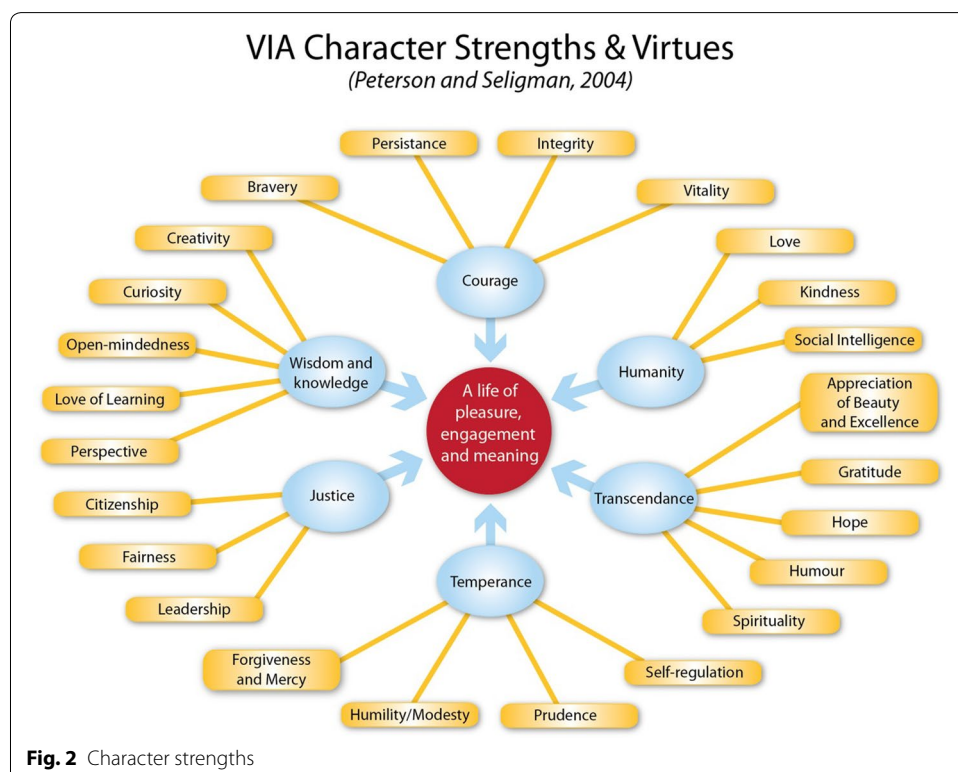 VIA Character Strengths & Virtues
(Peterson and Seligman, 2004)
Persistance
Integrity
Bravery
Vitality
Creativity
Love
Courage
Curiosity
Kindness
Open-mindedness
Social Intelligence
Wisdom and
knowledge
Humanity
A life of
pleasure,
engagement
and meaning
Love of Learning
Appreciation
of Beauty
and Excellence
Perspective
Gratitude
Justice
Transcendance
Citizenship
Hope
Fairness
Humour
Temperance
Leadership
Spirituality
Forgiveness
and Mercy
Self-regulation
Humility/Modesty
Prudence
Fig. 2 Character strengths